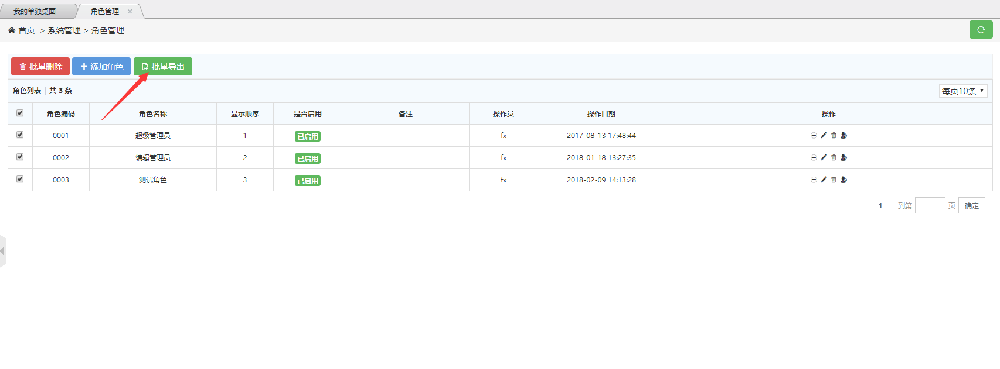 我的单独桌面 角色管理 ×
首页 > 系统管理 > 角色管理
批量删除 添加角色 批量导出
角色列表 | 共 3 条 每页10条
角色编码 角色名称 显示顺序 是否启用 备注 操作员 操作日期 操作
0001 超级管理员 1 已启用 fx 2017-08-13 17:48:44
0002 编辑管理员 2 已启用 fx 2018-01-18 13:27:35
0003 测试角色 3 已启用 fx 2018-02-09 14:13:28
1 到第 页 确定